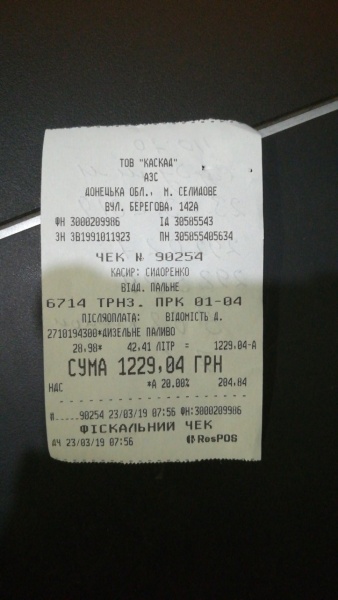 ТОВ "КАСКАД"
АЗС
ДОНЕЦЬКА ОБЛ., М. СЕЛИДОВЕ
ВУЛ. БЕРЕГОВА, 142А
ФН 3000209986 ІД 30505543
ЗН ЗВ1991011923 ПН 305055405634
ЧЕК № 90254
КАСИР: СИДОРЕНКО
ВІДД. ПАЛЬНЕ
6714 ТРНЗ. ПРК 01-04
ПІСЛЯОПЛАТА: ВІДОМІСТЬ Д.
2710194300*ДИЗЕЛЬНЕ ПАЛИВО
28.98* 42.41 ЛІТР = 1229.04-А
СУМА 1229.04 ГРН
НДС *А 20.00% 204.84
И.....90254 23/03/19 07:56 ФН:3000209986
ФІСКАЛЬНИЙ ЧЕК
ДЧ 23/03/19 07:56 ResPOS